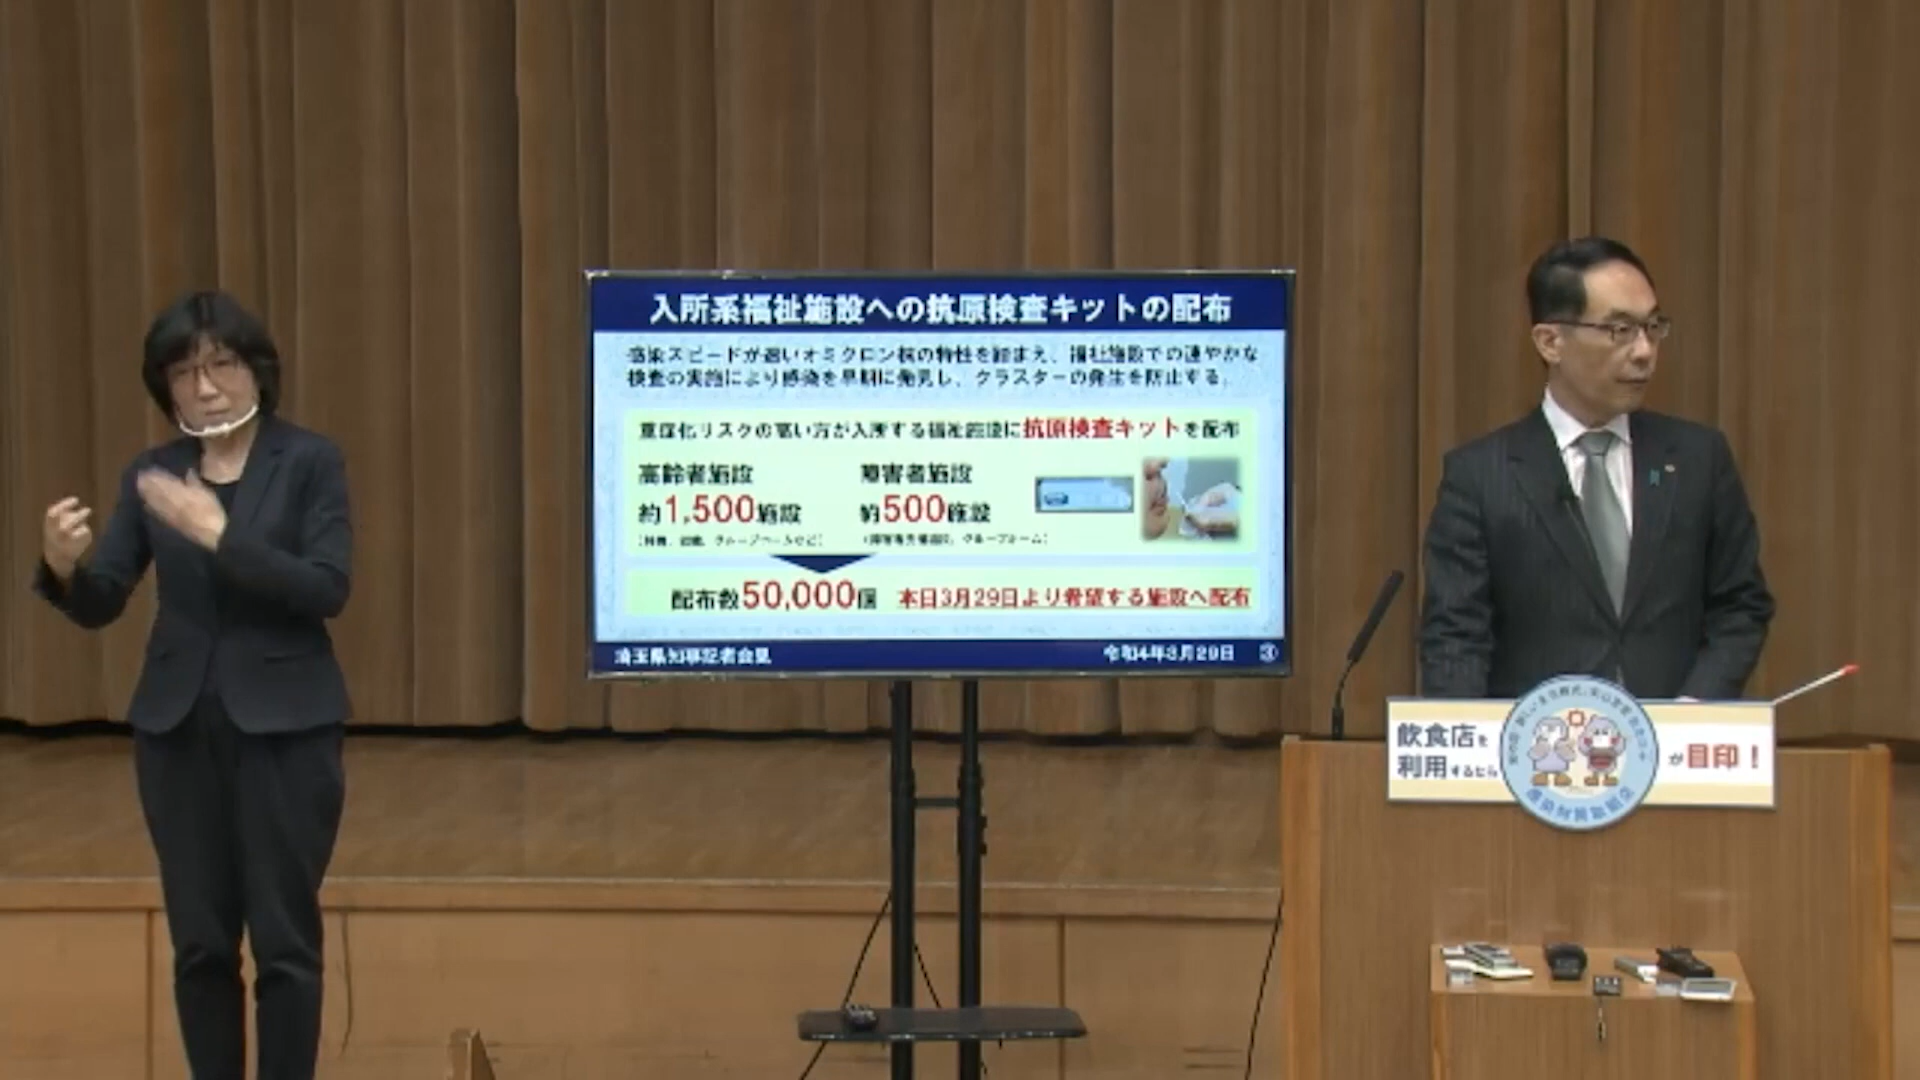 入所系福祉施設への抗原検査キットの配布
感染スピードが速いオミクロン株の特性を踏まえ、福祉施設での速やかな
検査の実施により感染を早期に発見し、クラスターの発生を防止する。
重症化リスクの高い方が入所する福祉施設に抗原検査キットを配布
高齢者施設
約1,500施設
障害者施設
約500施設
配布数50,000個 本日3月29日より希望する施設へ配布
埼玉県知事記者会見
令和4年3月29日 ③
飲食店を
利用するなら
が目印！